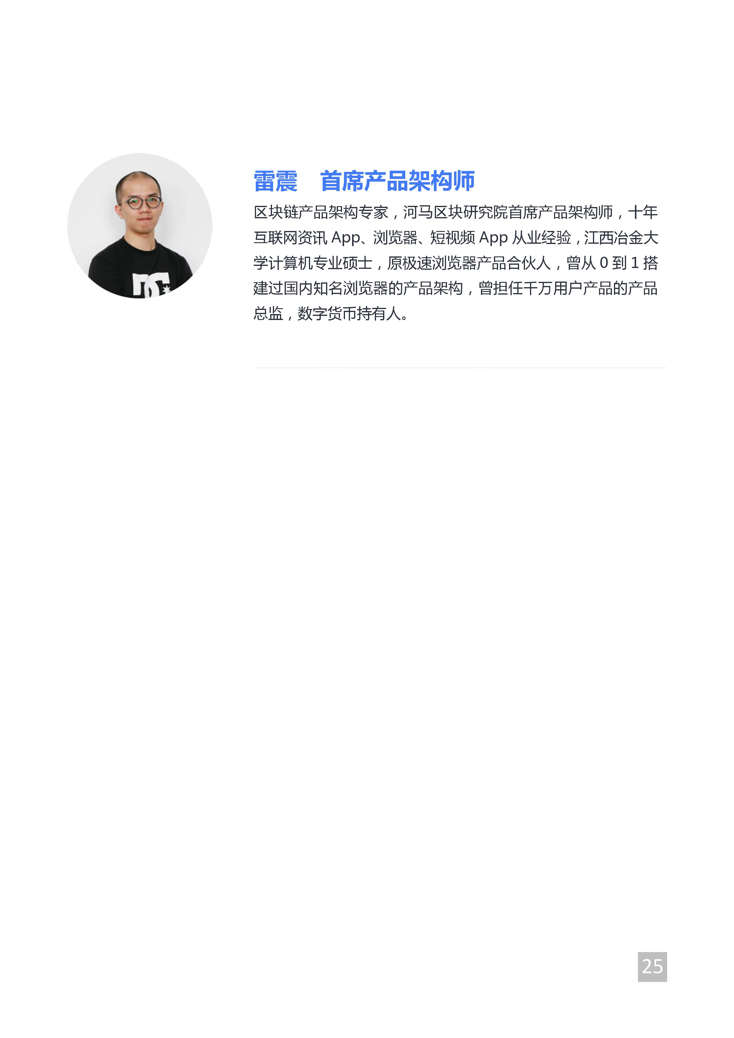 雷震　首席产品架构师
区块链产品架构专家，河马区块研究院首席产品架构师，十年
互联网资讯 App、浏览器、短视频 App 从业经验，江西冶金大
学计算机专业硕士，原极速浏览器产品合伙人，曾从 0 到 1 搭
建过国内知名浏览器的产品架构，曾担任千万用户产品的产品
总监，数字货币持有人。
25